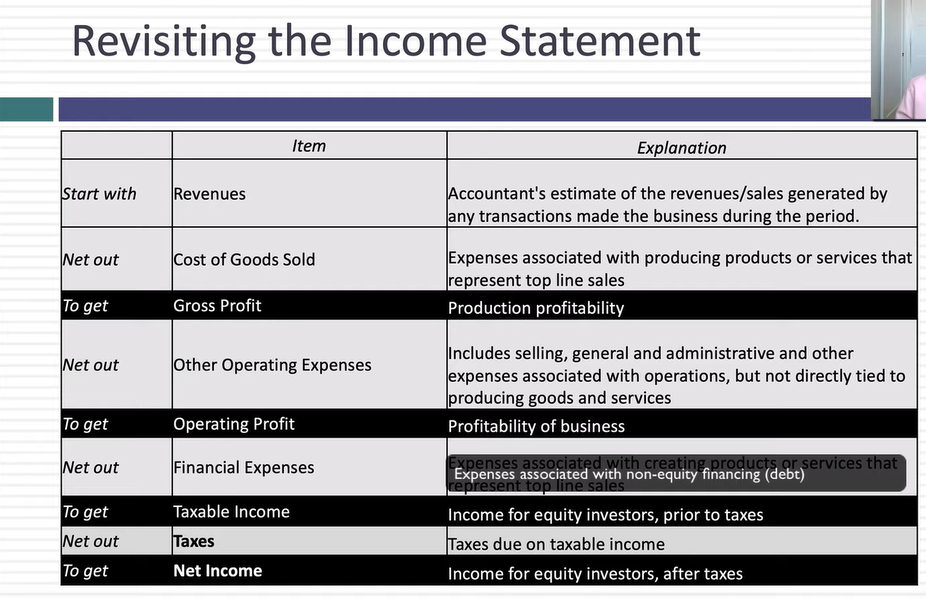 Revisiting the Income Statement
Item Explanation
Start with Revenues Accountant's estimate of the revenues/sales generated by
any transactions made the business during the period.
Net out Cost of Goods Sold Expenses associated with producing products or services that
represent top line sales
To get Gross Profit Production profitability
Net out Other Operating Expenses Includes selling, general and administrative and other
expenses associated with operations, but not directly tied to
producing goods and services
To get Operating Profit Profitability of business
Net out Financial Expenses Expenses associated with creating products or services that
Expenses associated with non-equity financing (debt)
represent top line sales
To get Taxable Income Income for equity investors, prior to taxes
Net out Taxes Taxes due on taxable income
To get Net Income Income for equity investors, after taxes